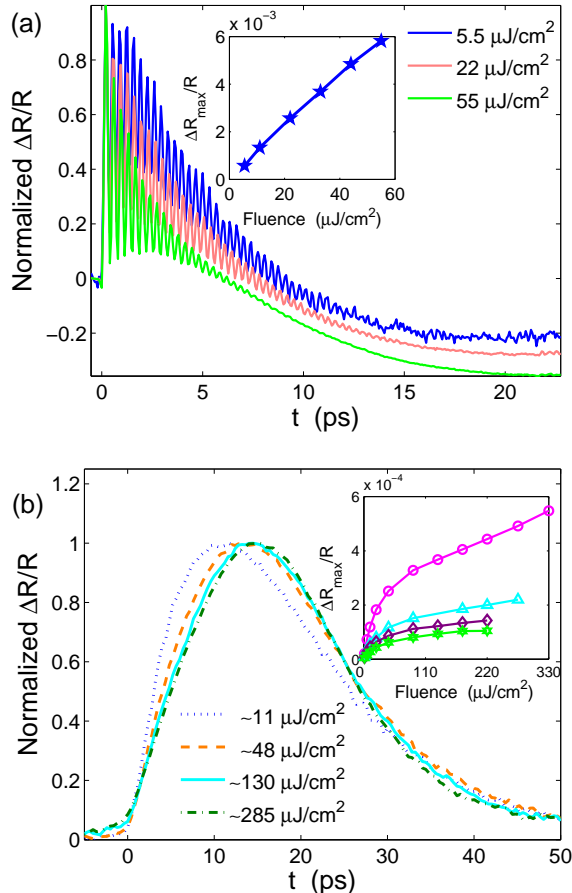 (a)
Normalized ΔR/R
0.8
0.6
0.4
0.2
0
−0.2
0
5
10
15
20
t (ps)
x 10⁻³
ΔRmax/R
6
4
2
0
0
20
40
60
Fluence (μJ/cm²)
5.5 μJ/cm²
22 μJ/cm²
55 μJ/cm²
(b)
Normalized ΔR/R
1.2
1
0.8
0.6
0.4
0.2
0
0
10
20
30
40
50
t (ps)
~11 μJ/cm²
~48 μJ/cm²
~130 μJ/cm²
~285 μJ/cm²
x 10⁻⁴
ΔRmax/R
6
4
2
0
0
110
220
330
Fluence (μJ/cm²)